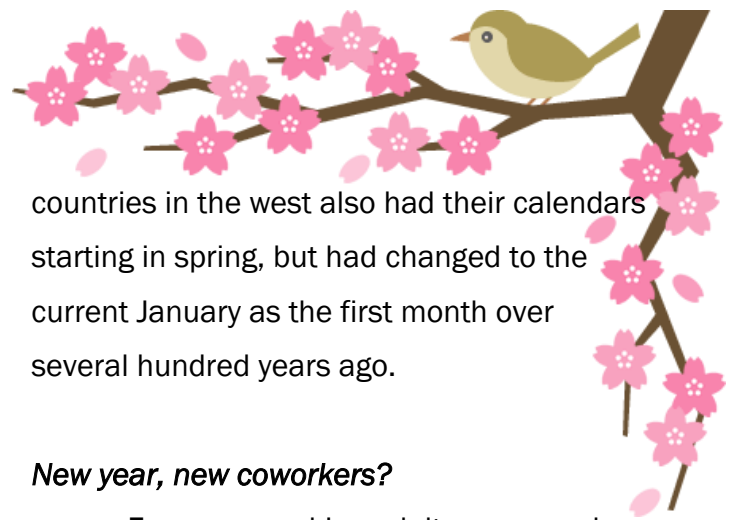 countries in the west also had their calendars
starting in spring, but had changed to the
current January as the first month over
several hundred years ago.
New year, new coworkers?